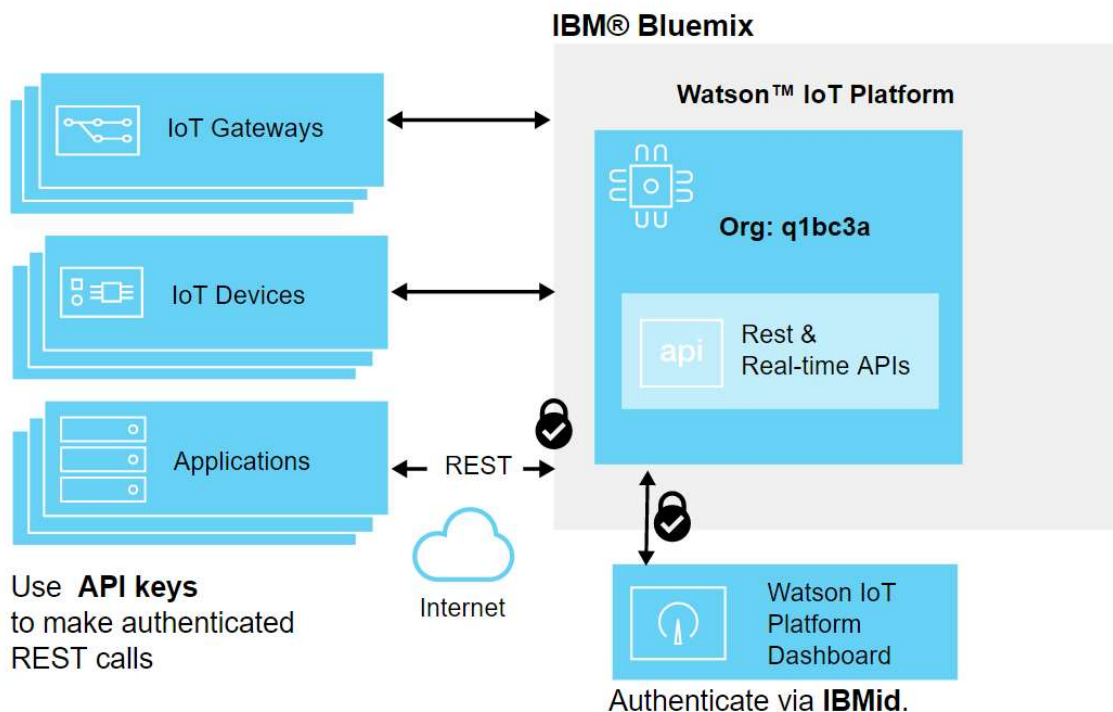 IBM® Bluemix
Watson™ IoT Platform
IoT Gateways
Org: q1bc3a
IoT Devices
api
Rest &
Real-time APIs
Applications
REST
Internet
Use API keys
to make authenticated
REST calls
Watson IoT
Platform
Dashboard
Authenticate via IBMid.